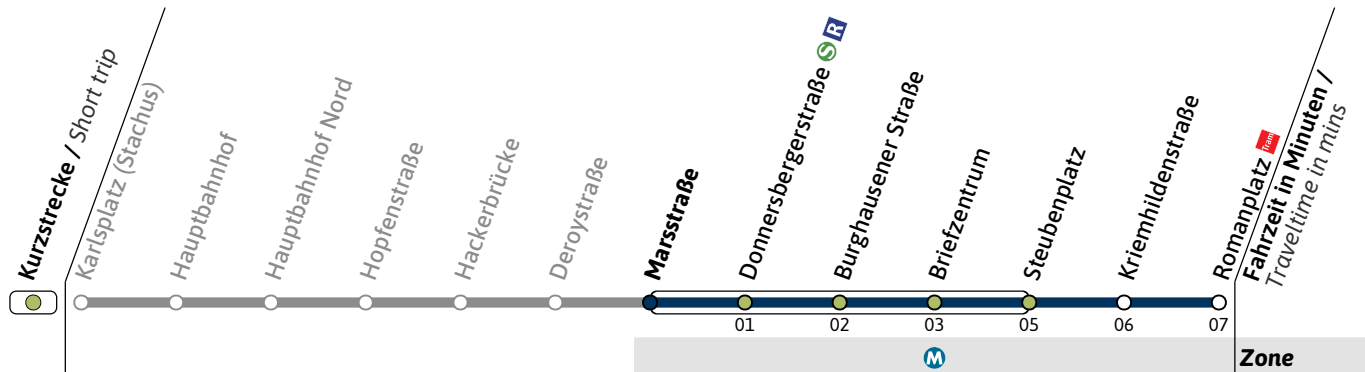 Kurzstrecke / Short trip
Karlsplatz (Stachus)
Hauptbahnhof
Hauptbahnhof Nord
Hopfenstraße
Hackerbrücke
Deroystraße
Marsstraße
Donnersbergerstraße S R
Burghausener Straße
Briefzentrum
Steubenplatz
Kriemhildenstraße
Romanplatz Tram
Fahrzeit in Minuten /
Traveltime in mins
01 02 03 05 06 07
M Zone